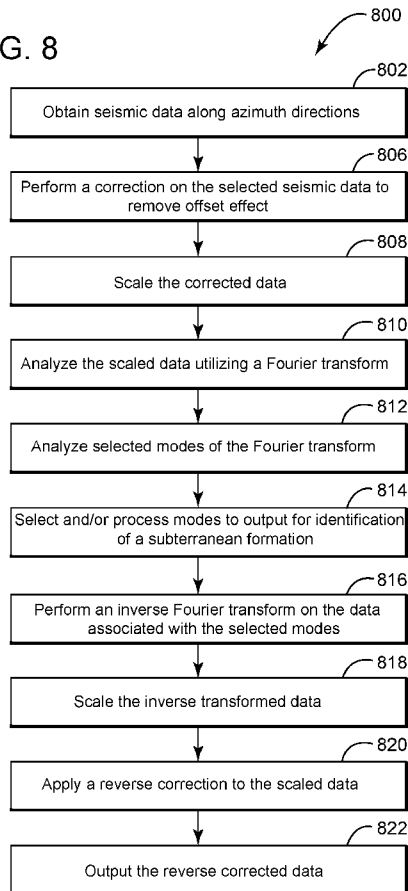 G. 8
800
802
Obtain seismic data along azimuth directions
806
Perform a correction on the selected seismic data to
remove offset effect
808
Scale the corrected data
810
Analyze the scaled data utilizing a Fourier transform
812
Analyze selected modes of the Fourier transform
814
Select and/or process modes to output for identification
of a subterranean formation
816
Perform an inverse Fourier transform on the data
associated with the selected modes
818
Scale the inverse transformed data
820
Apply a reverse correction to the scaled data
822
Output the reverse corrected data